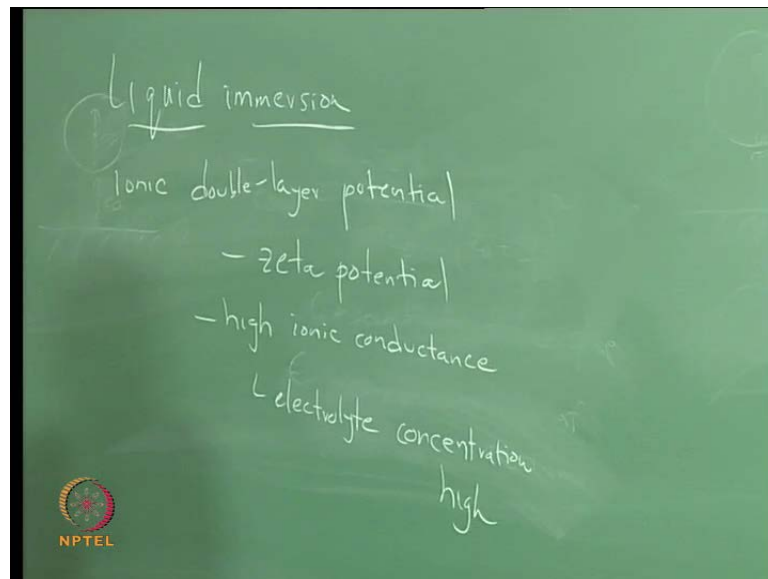 Liquid immersion
Ionic double-layer potential
- zeta potential
- high ionic conductance
└ electrolyte concentration
high
NPTEL